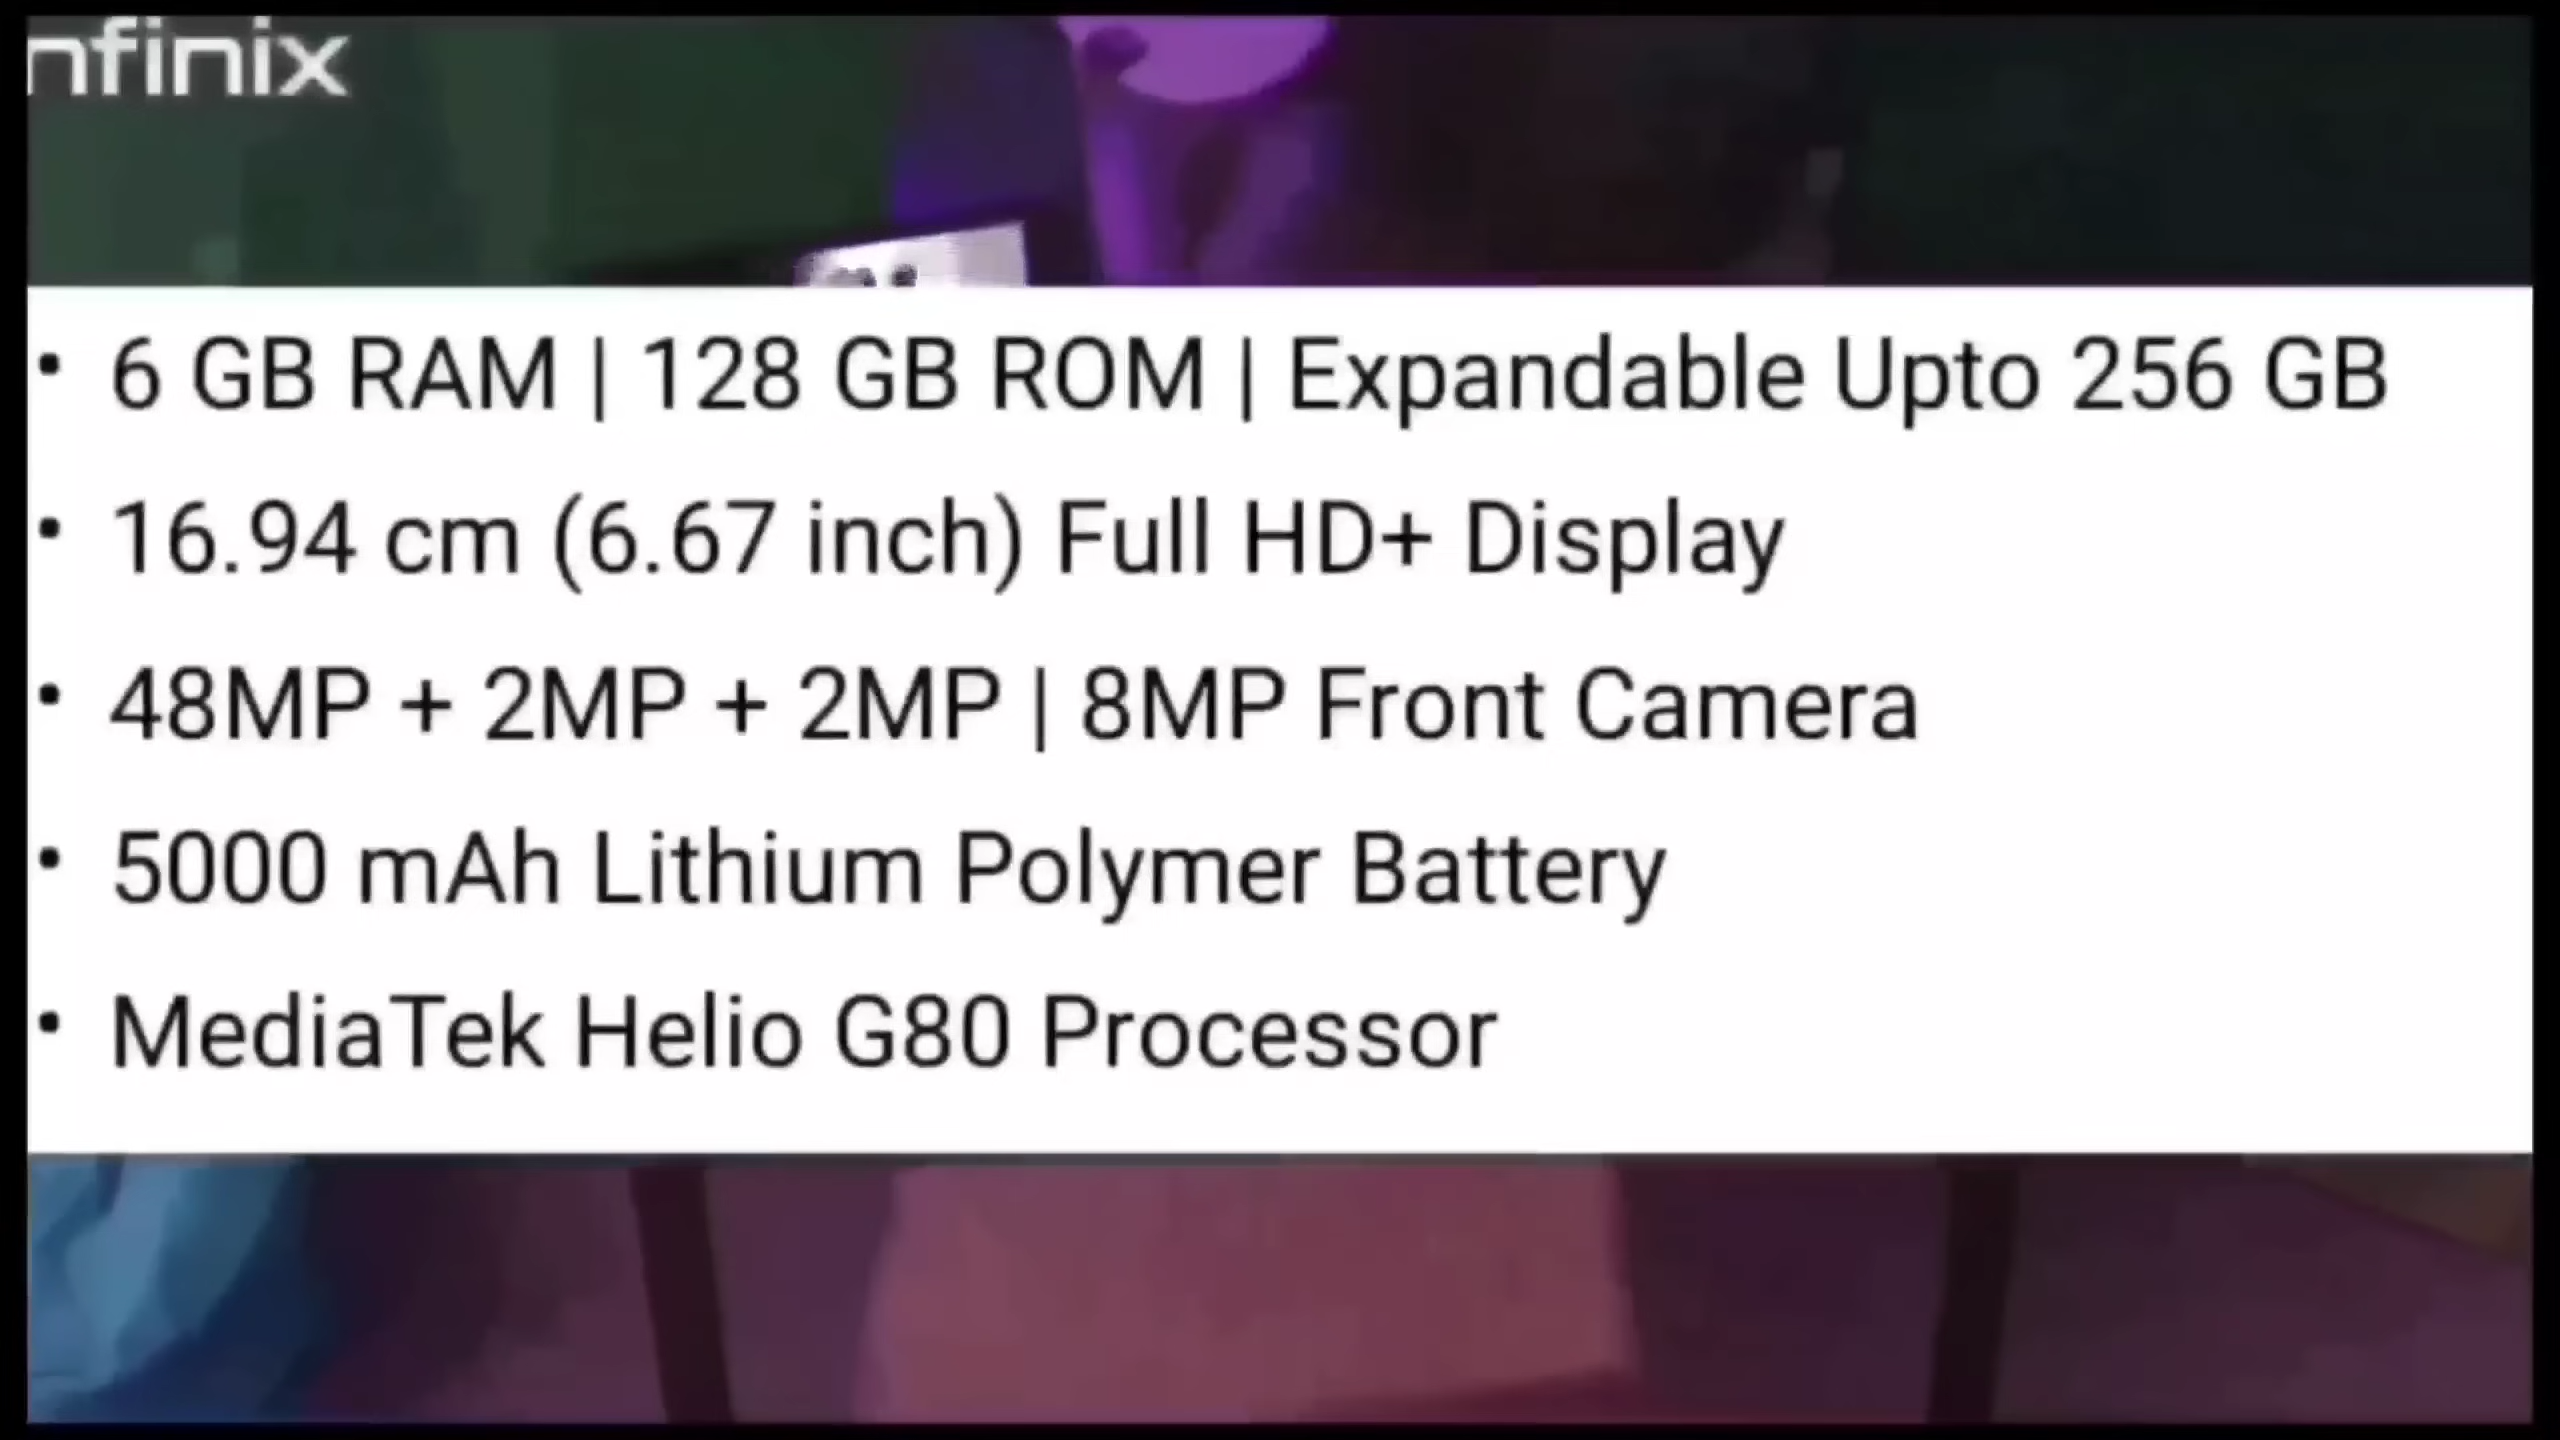 nfinix
• 6 GB RAM | 128 GB ROM | Expandable Upto 256 GB
• 16.94 cm (6.67 inch) Full HD+ Display
• 48MP + 2MP + 2MP | 8MP Front Camera
• 5000 mAh Lithium Polymer Battery
• MediaTek Helio G80 Processor